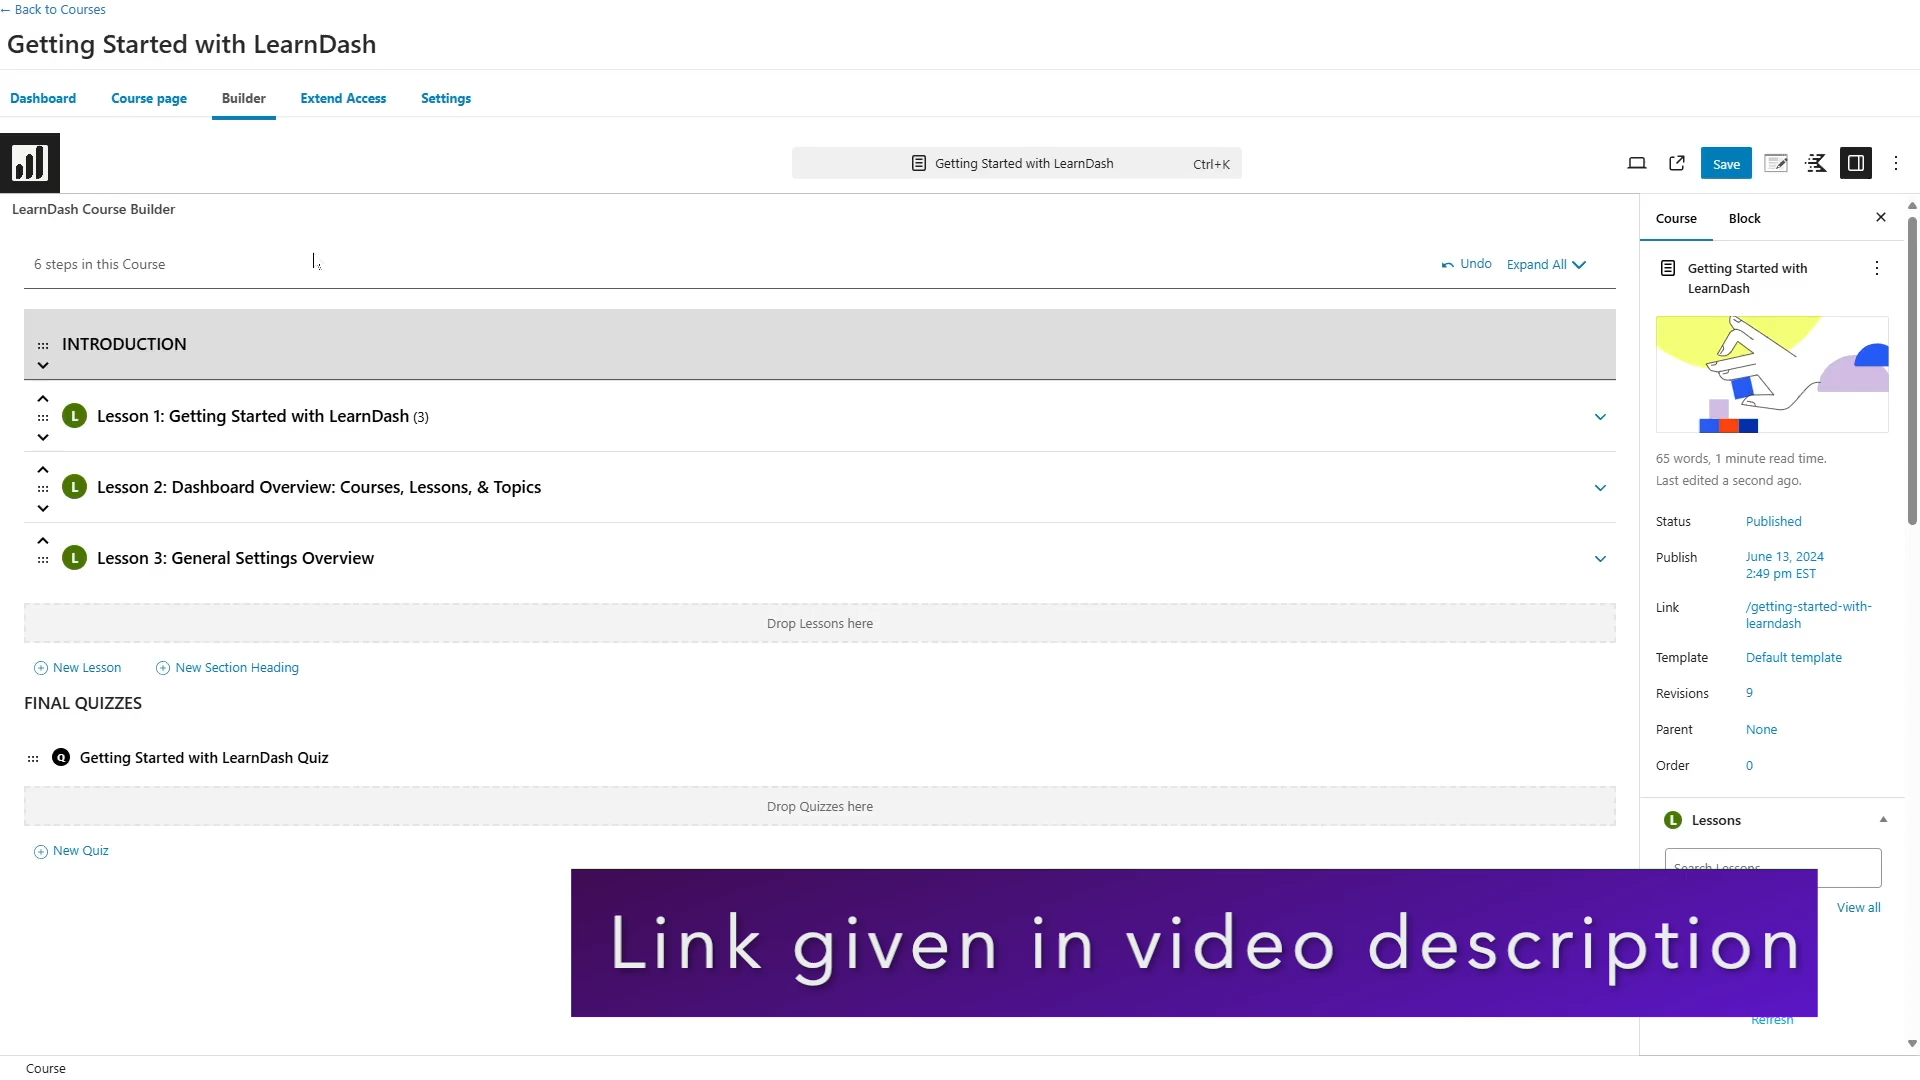 ← Back to Courses
Getting Started with LearnDash
Dashboard Course page Builder Extend Access Settings
Getting Started with LearnDash Ctrl+K
Save
LearnDash Course Builder
6 steps in this Course
Undo Expand All
INTRODUCTION
L Lesson 1: Getting Started with LearnDash (3)
L Lesson 2: Dashboard Overview: Courses, Lessons, & Topics
L Lesson 3: General Settings Overview
Drop Lessons here
New Lesson New Section Heading
FINAL QUIZZES
Q Getting Started with LearnDash Quiz
Drop Quizzes here
New Quiz
Course Block
Getting Started with
LearnDash
65 words, 1 minute read time.
Last edited a second ago.
Status Published
Publish June 13, 2024
2:49 pm EST
Link /getting-started-with-
learndash
Template Default template
Revisions 9
Parent None
Order 0
L Lessons
Search Lessons
View all
Refresh
Link given in video description
Course